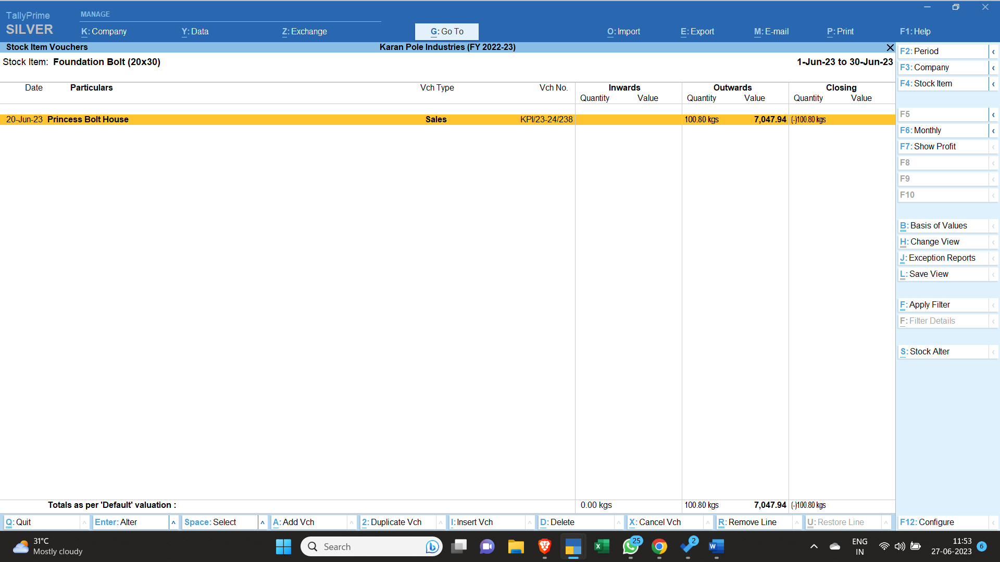 TallyPrime
SILVER
MANAGE
K: Company
Y: Data
Z: Exchange
G: Go To
O: Import
E: Export
M: E-mail
P: Print
F1: Help
Stock Item Vouchers
Karan Pole Industries (FY 2022-23)
Stock Item: Foundation Bolt (20x30)
1-Jun-23 to 30-Jun-23
Date Particulars Vch Type Vch No. Inwards Outwards Closing
Quantity Value Quantity Value Quantity Value
20-Jun-23 Princess Bolt House Sales KPI/23-24/238 100.80 kgs 7,047.94 (-)100.80 kgs
Totals as per 'Default' valuation : 0.00 kgs 100.80 kgs 7,047.94 (-)100.80 kgs
F2: Period
F3: Company
F4: Stock Item
F5
F6: Monthly
F7: Show Profit
F8
F9
F10
B: Basis of Values
H: Change View
J: Exception Reports
L: Save View
F: Apply Filter
F: Filter Details
S: Stock Alter
Q: Quit
Enter: Alter
Space: Select
A: Add Vch
2: Duplicate Vch
I: Insert Vch
D: Delete
X: Cancel Vch
R: Remove Line
U: Restore Line
F12: Configure
31°C
Mostly cloudy
Search
25
2
ENG
IN
11:53
27-06-2023
6